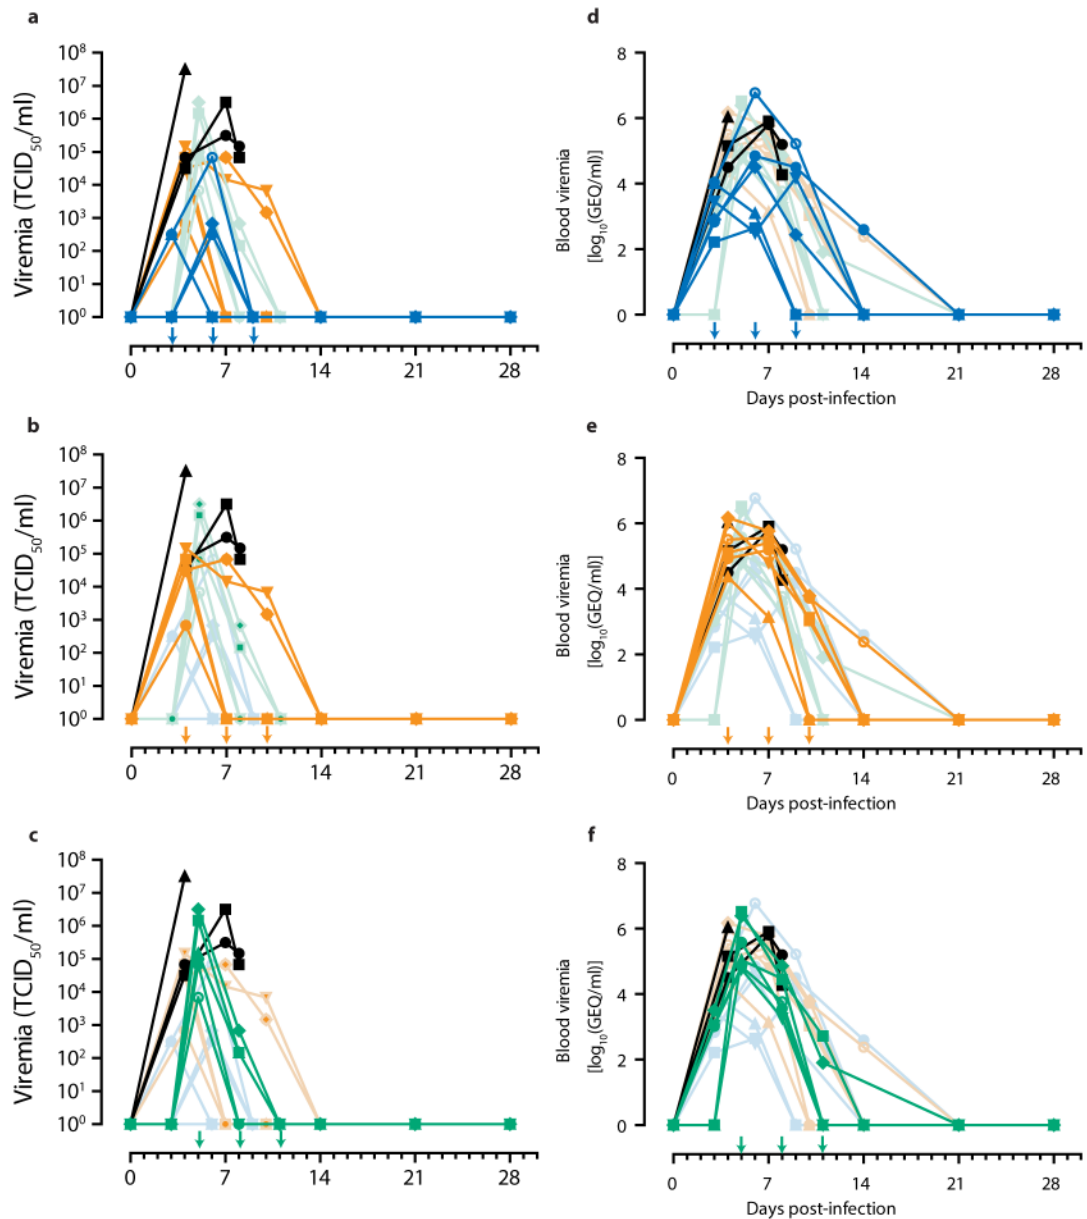 a
Viremia (TCID50/ml)
10^8
10^7
10^6
10^5
10^4
10^3
10^2
10^1
10^0
0 7 14 21 28
d
Blood viremia
[log10(GEQ/ml)]
8
6
4
2
0
0 7 14 21 28
Days post-infection
b
Viremia (TCID50/ml)
10^8
10^7
10^6
10^5
10^4
10^3
10^2
10^1
10^0
0 7 14 21 28
e
Blood viremia
[log10(GEQ/ml)]
8
6
4
2
0
0 7 14 21 28
Days post-infection
c
Viremia (TCID50/ml)
10^8
10^7
10^6
10^5
10^4
10^3
10^2
10^1
10^0
0 7 14 21 28
f
Blood viremia
[log10(GEQ/ml)]
8
6
4
2
0
0 7 14 21 28
Days post-infection